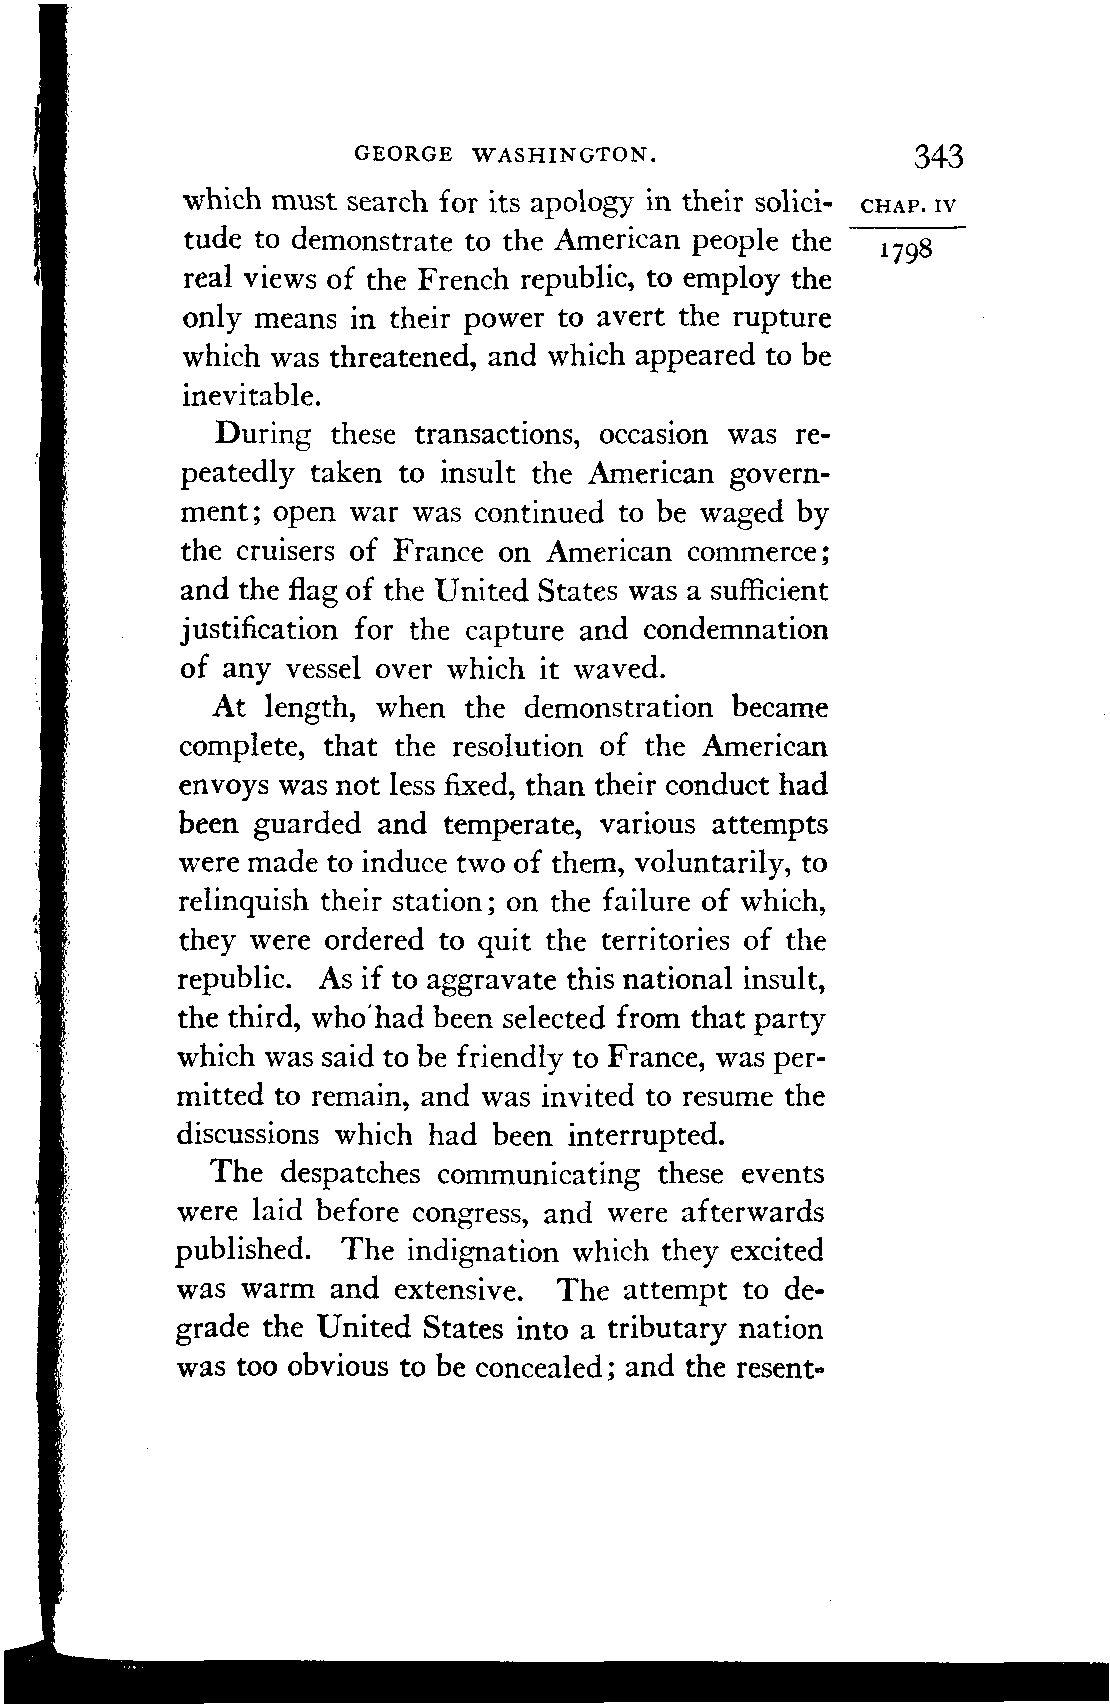 GEORGE WASHINGTON. 343
which must search for its apology in their solici- CHAP. IV
tude to demonstrate to the American people the 1798
real views of the French republic, to employ the
only means in their power to avert the rupture
which was threatened, and which appeared to be
inevitable.
During these transactions, occasion was re-
peatedly taken to insult the American govern-
ment; open war was continued to be waged by
the cruisers of France on American commerce;
and the flag of the United States was a sufficient
justification for the capture and condemnation
of any vessel over which it waved.
At length, when the demonstration became
complete, that the resolution of the American
envoys was not less fixed, than their conduct had
been guarded and temperate, various attempts
were made to induce two of them, voluntarily, to
relinquish their station; on the failure of which,
they were ordered to quit the territories of the
republic. As if to aggravate this national insult,
the third, who had been selected from that party
which was said to be friendly to France, was per-
mitted to remain, and was invited to resume the
discussions which had been interrupted.
The despatches communicating these events
were laid before congress, and were afterwards
published. The indignation which they excited
was warm and extensive. The attempt to de-
grade the United States into a tributary nation
was too obvious to be concealed; and the resent-